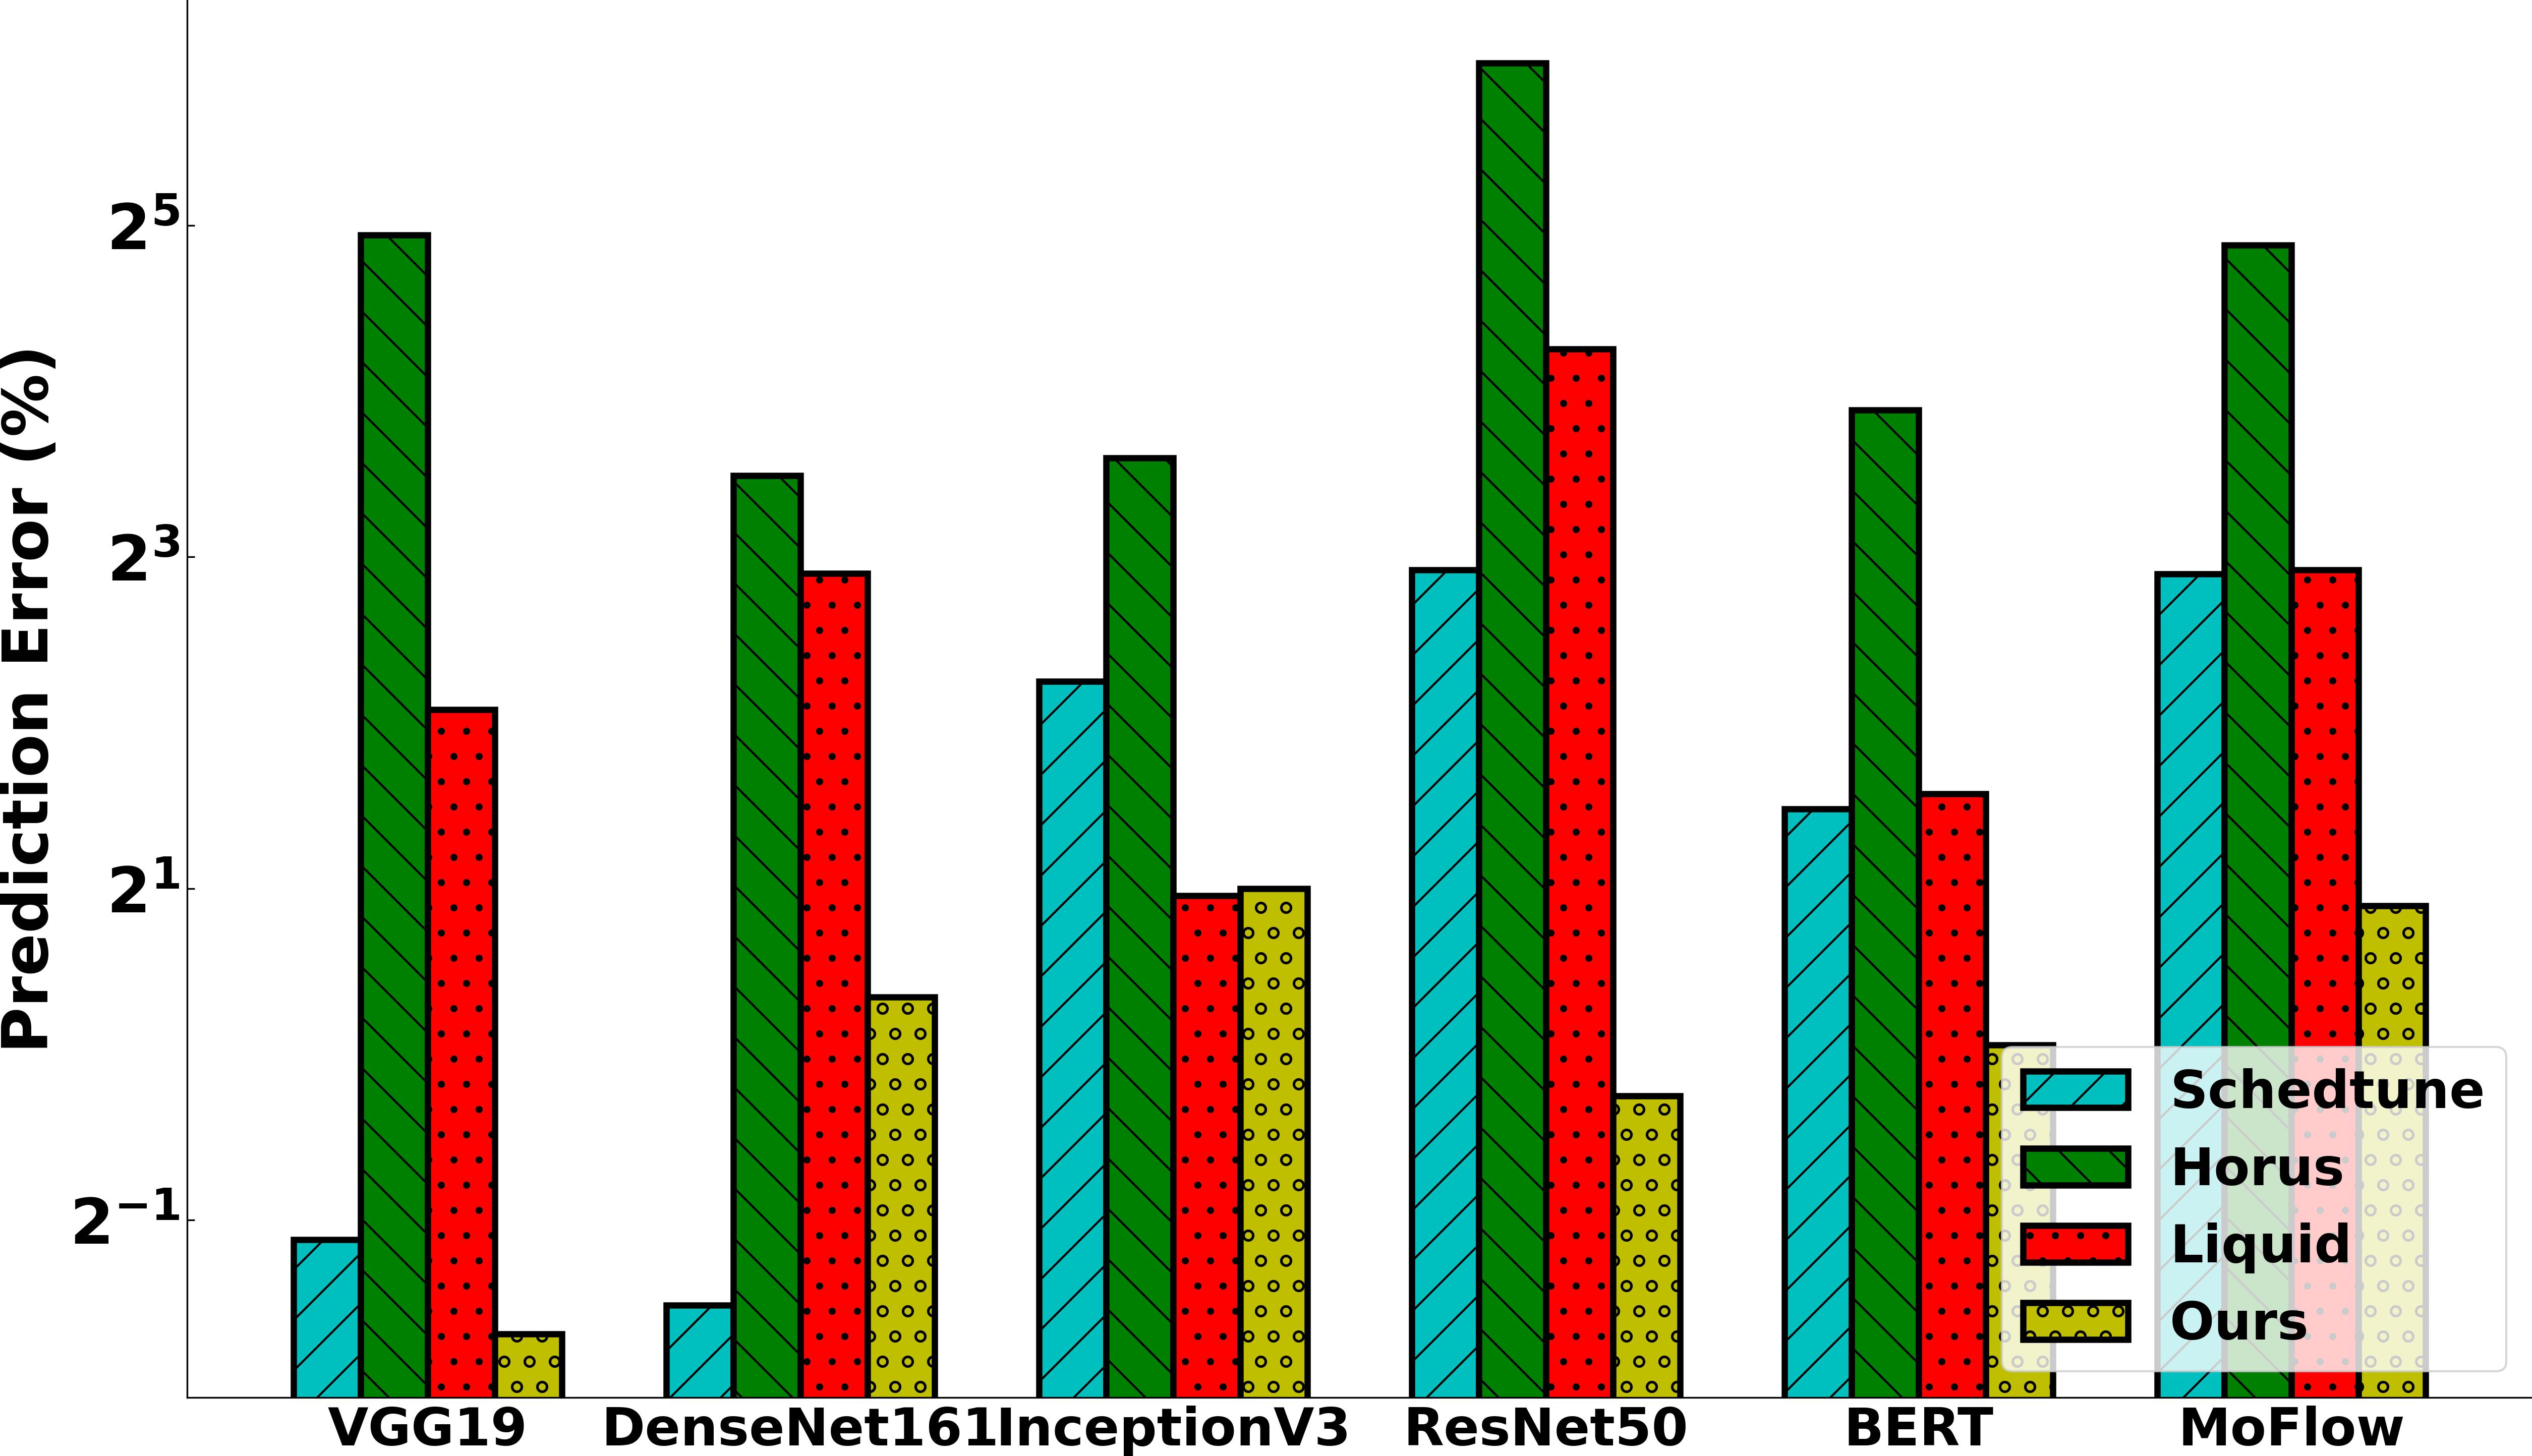 Prediction Error (%)
2⁵
2³
2¹
2⁻¹
VGG19
DenseNet161
InceptionV3
ResNet50
BERT
MoFlow
Schedtune
Horus
Liquid
Ours